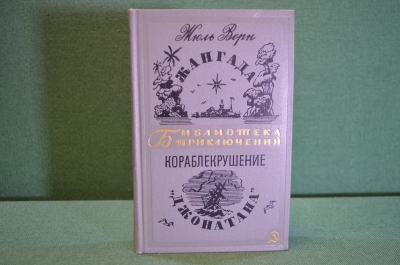 Жюль Верн
ЖАНГАДА
БИБЛИОТЕКА
ПРИКЛЮЧЕНИЙ
КОРАБЛЕКРУШЕНИЕ
"ДЖОНАТАНА"